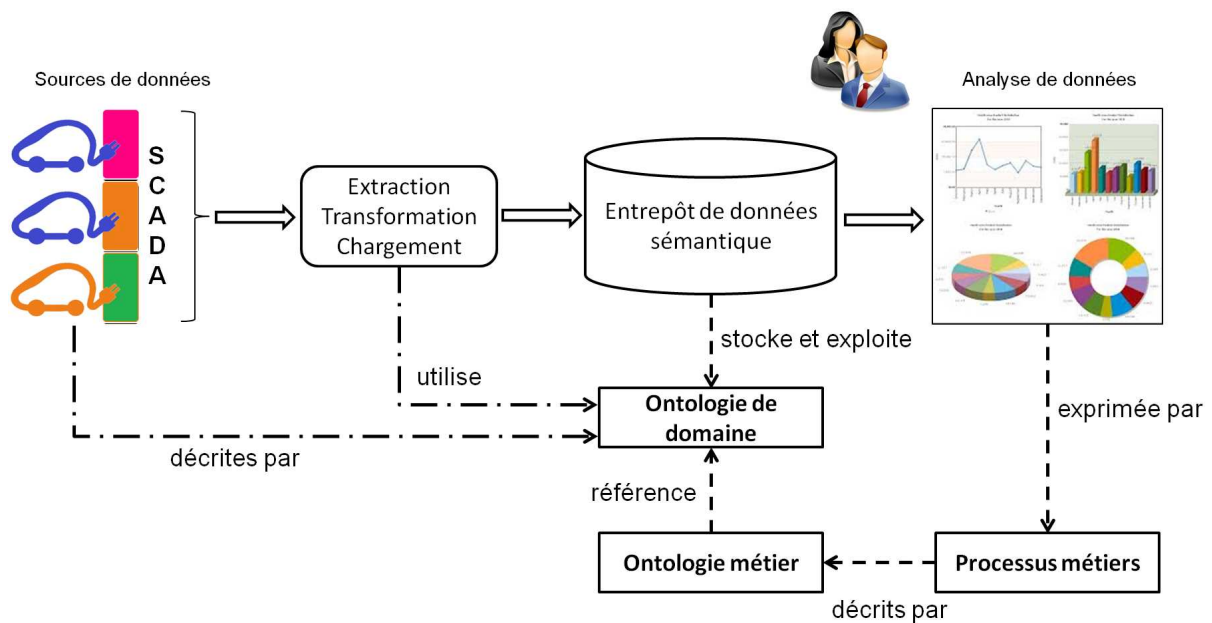 Sources de données
Analyse de données
SCADA
Extraction
Transformation
Chargement
Entrepôt de données
sémantique
stocke et exploite
utilise
exprimée par
Ontologie de
domaine
décrites par
référence
Ontologie métier
Processus métiers
décrits par